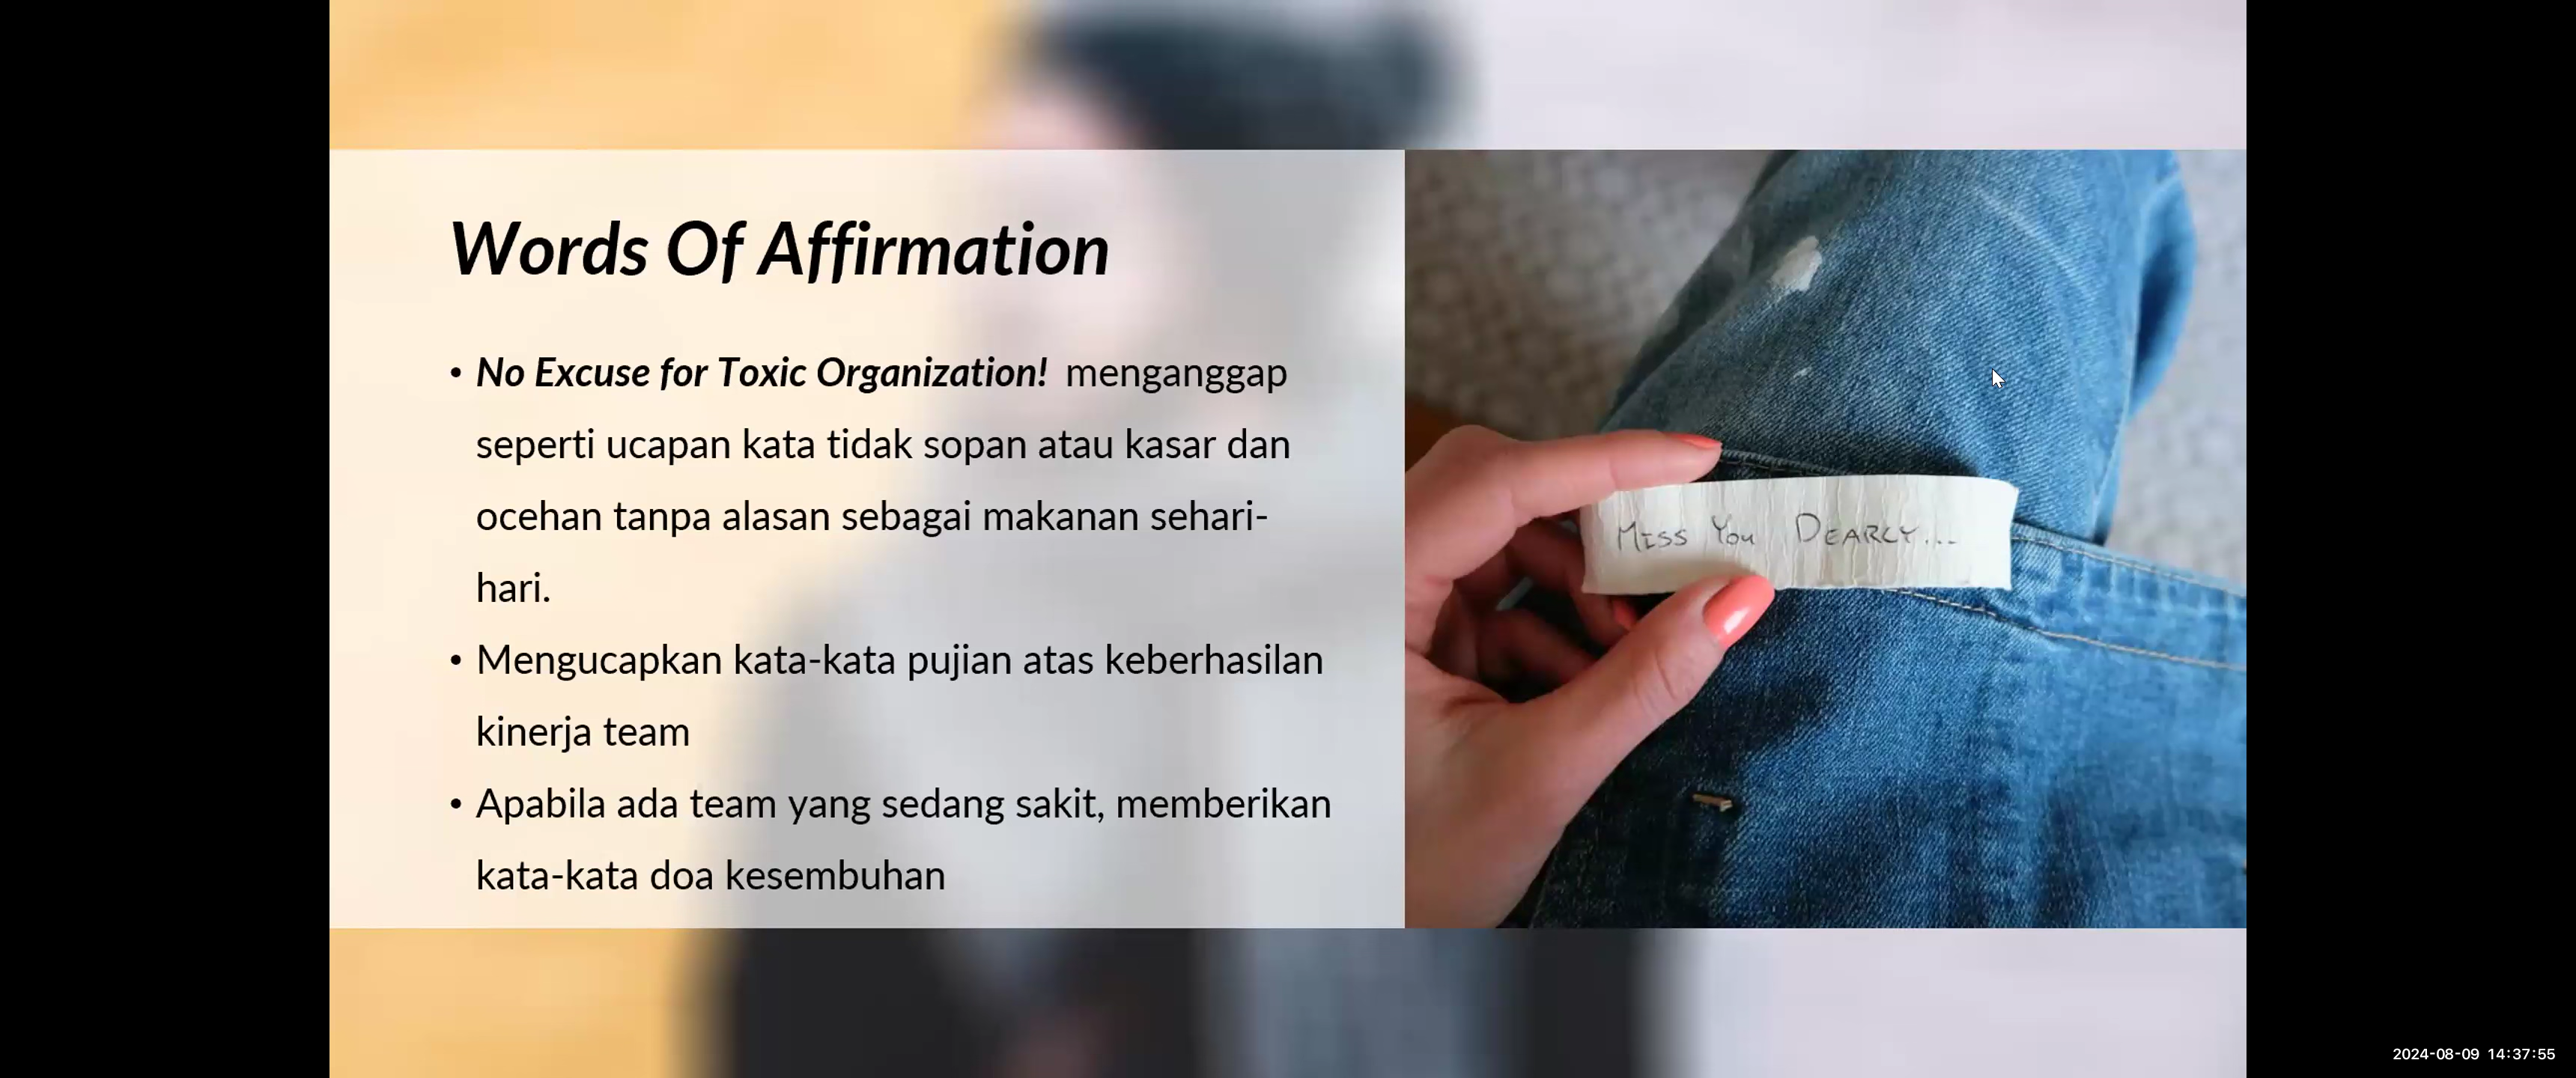 Words Of Affirmation
• No Excuse for Toxic Organization! menganggap
seperti ucapan kata tidak sopan atau kasar dan
ocehan tanpa alasan sebagai makanan sehari-
hari.
• Mengucapkan kata-kata pujian atas keberhasilan
kinerja team
• Apabila ada team yang sedang sakit, memberikan
kata-kata doa kesembuhan
MISS YOU DEARLY...
2024-08-09 14:37:55